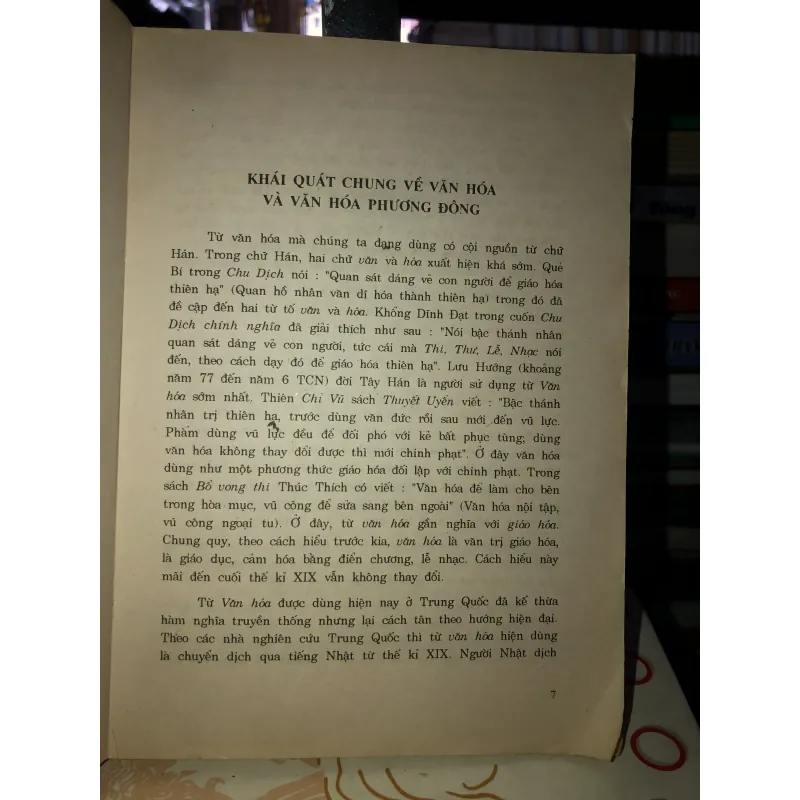 KHÁI QUÁT CHUNG VỀ VĂN HÓA
VÀ VĂN HÓA PHƯƠNG ĐÔNG
Từ văn hóa mà chúng ta đang dùng có cội nguồn từ chữ
Hán. Trong chữ Hán, hai chữ văn và hóa xuất hiện khá sớm. Quẻ
Bí trong Chu Dịch nói : "Quan sát dáng vẻ con người để giáo hóa
thiên hạ" (Quan hồ nhân văn dĩ hóa thành thiên hạ) trong đó đã
đề cập đến hai từ tố văn và hóa. Khổng Dĩnh Đạt trong cuốn Chu
Dịch chính nghĩa đã giải thích như sau : "Nói bậc thánh nhân
quan sát dáng vẻ con người, tức cái mà Thi, Thư, Lễ, Nhạc nói
đến, theo cách dạy đó để giáo hóa thiên hạ". Lưu Hướng (khoảng
năm 77 đến năm 6 TCN) đời Tây Hán là người sử dụng từ Văn
hóa sớm nhất. Thiên Chi Vũ sách Thuyết Uyển viết : "Bậc thánh
nhân trị thiên hạ, trước dùng văn đức rồi sau mới đến vũ lực.
Phàm dùng vũ lực đều để đối phó với kẻ bất phục tùng; dùng
văn hóa không thay đổi được thì mới chinh phạt". Ở đây văn hóa
dùng như một phương thức giáo hóa đối lập với chinh phạt. Trong
sách Bổ vong thi Thúc Thích có viết : "Văn hóa để làm cho bên
trong hòa mục, vũ công để sửa sang bên ngoài" (Văn hóa nội tập,
vũ công ngoại tu). Ở đây, từ văn hóa gần nghĩa với giáo hóa.
Chung quy, theo cách hiểu trước kia, văn hóa là văn trị giáo hóa,
là giáo dục, cảm hóa bằng điển chương, lễ nhạc. Cách hiểu này
mãi đến cuối thế kỉ XIX vẫn không thay đổi.
Từ Văn hóa được dùng hiện nay ở Trung Quốc đã kế thừa
hàm nghĩa truyền thống nhưng lại cách tân theo hướng hiện đại.
Theo các nhà nghiên cứu Trung Quốc thì từ văn hóa hiện dùng
là chuyển dịch qua tiếng Nhật từ thế kỉ XIX. Người Nhật dịch
7